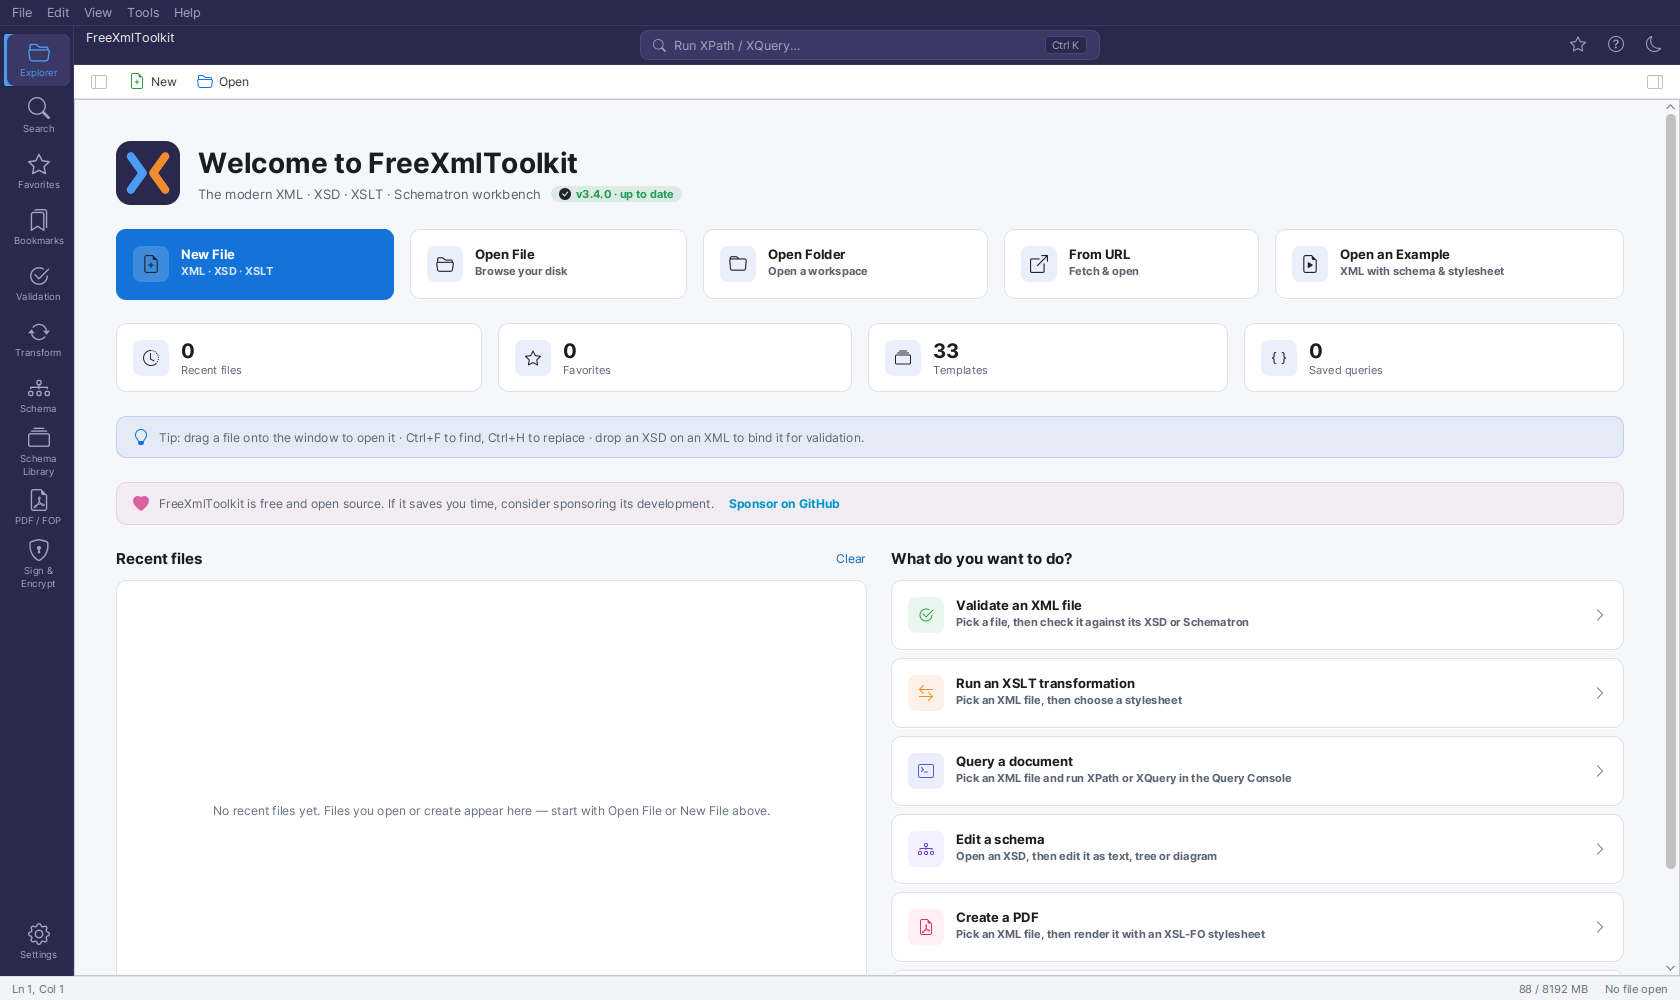 File Edit View Tools Help
FreeXmlToolkit
Run XPath / XQuery... Ctrl K
Explorer
Search
Favorites
Bookmarks
Validation
Transform
Schema
Schema
Library
PDF / FOP
Sign &
Encrypt
Settings
New Open
Welcome to FreeXmlToolkit
The modern XML · XSD · XSLT · Schematron workbench v3.4.0 · up to date
New File
XML · XSD · XSLT
Open File
Browse your disk
Open Folder
Open a workspace
From URL
Fetch & open
Open an Example
XML with schema & stylesheet
0
Recent files
0
Favorites
33
Templates
0
Saved queries
Tip: drag a file onto the window to open it · Ctrl+F to find, Ctrl+H to replace · drop an XSD on an XML to bind it for validation.
FreeXmlToolkit is free and open source. If it saves you time, consider sponsoring its development. Sponsor on GitHub
Recent files Clear
No recent files yet. Files you open or create appear here — start with Open File or New File above.
What do you want to do?
Validate an XML file
Pick a file, then check it against its XSD or Schematron
Run an XSLT transformation
Pick an XML file, then choose a stylesheet
Query a document
Pick an XML file and run XPath or XQuery in the Query Console
Edit a schema
Open an XSD, then edit it as text, tree or diagram
Create a PDF
Pick an XML file, then render it with an XSL-FO stylesheet
Ln 1, Col 1 88 / 8192 MB No file open